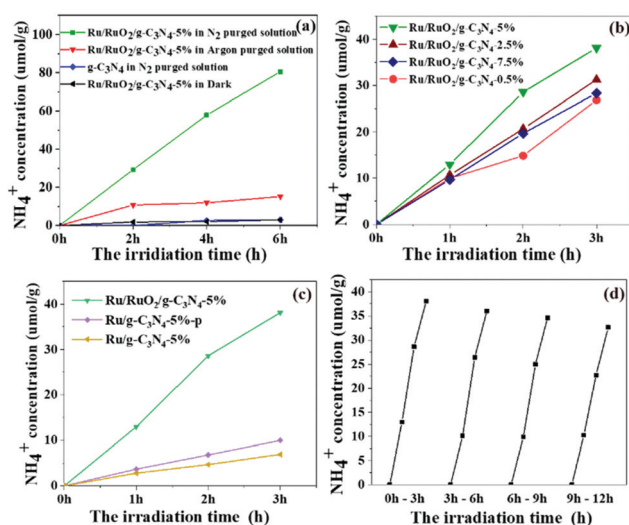 (a)
Ru/RuO₂/g-C₃N₄-5% in N₂ purged solution
Ru/RuO₂/g-C₃N₄-5% in Argon purged solution
g-C₃N₄ in N₂ purged solution
Ru/RuO₂/g-C₃N₄-5% in Dark
NH₄⁺ concentration (umol/g)
100
80
60
40
20
0
0h 2h 4h 6h
The irridiation time (h)
(b)
Ru/RuO₂/g-C₃N₄-5%
Ru/RuO₂/g-C₃N₄-2.5%
Ru/RuO₂/g-C₃N₄-7.5%
Ru/RuO₂/g-C₃N₄-0.5%
NH₄⁺ concentration (umol/g)
40
30
20
10
0
0h 1h 2h 3h
The irridiation time (h)
(c)
Ru/RuO₂/g-C₃N₄-5%
Ru/g-C₃N₄-5%-p
Ru/g-C₃N₄-5%
NH₄⁺ concentration (umol/g)
40
30
20
10
0
0h 1h 2h 3h
The irridiation time (h)
(d)
NH₄⁺ concentration (umol/g)
40
35
30
25
20
15
10
5
0
0h - 3h 3h - 6h 6h - 9h 9h - 12h
The irradiation time (h)